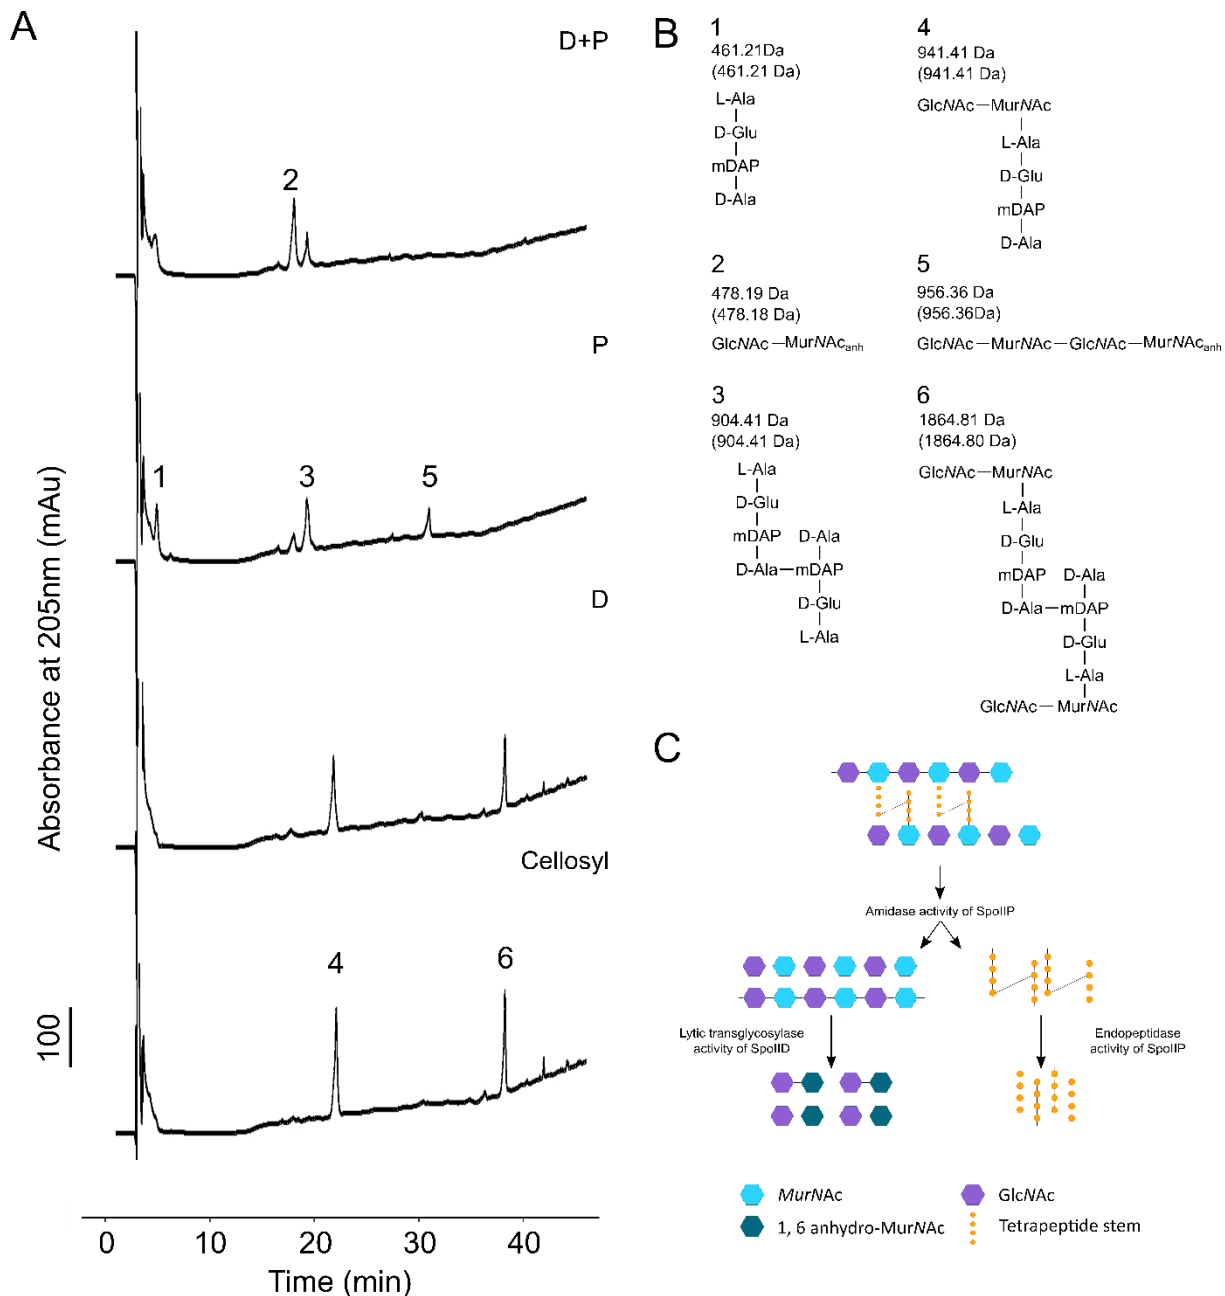 A
D+P
2
P
1
3
5
D
Cellosyl
4
6
Absorbance at 205nm (mAu)
100
0
10
20
30
40
Time (min)
B
1
461.21Da
(461.21 Da)
L-Ala
D-Glu
mDAP
D-Ala
2
478.19 Da
(478.18 Da)
GlcNAc—MurNAcanh
3
904.41 Da
(904.41 Da)
L-Ala
D-Glu
mDAP D-Ala
D-Ala—mDAP
D-Glu
L-Ala
4
941.41 Da
(941.41 Da)
GlcNAc—MurNAc
L-Ala
D-Glu
mDAP
D-Ala
5
956.36 Da
(956.36Da)
GlcNAc—MurNAc—GlcNAc—MurNAcanh
6
1864.81 Da
(1864.80 Da)
GlcNAc—MurNAc
L-Ala
D-Glu
mDAP D-Ala
D-Ala—mDAP
D-Glu
L-Ala
GlcNAc—MurNAc
C
Amidase activity of SpoIIP
Lytic transglycosylase
activity of SpoIID
Endopeptidase
activity of SpoIIP
MurNAc
GlcNAc
1, 6 anhydro-MurNAc
Tetrapeptide stem